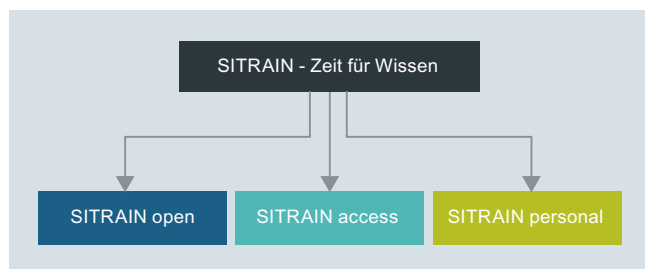 SITRAIN - Zeit für Wissen
SITRAIN open
SITRAIN access
SITRAIN personal